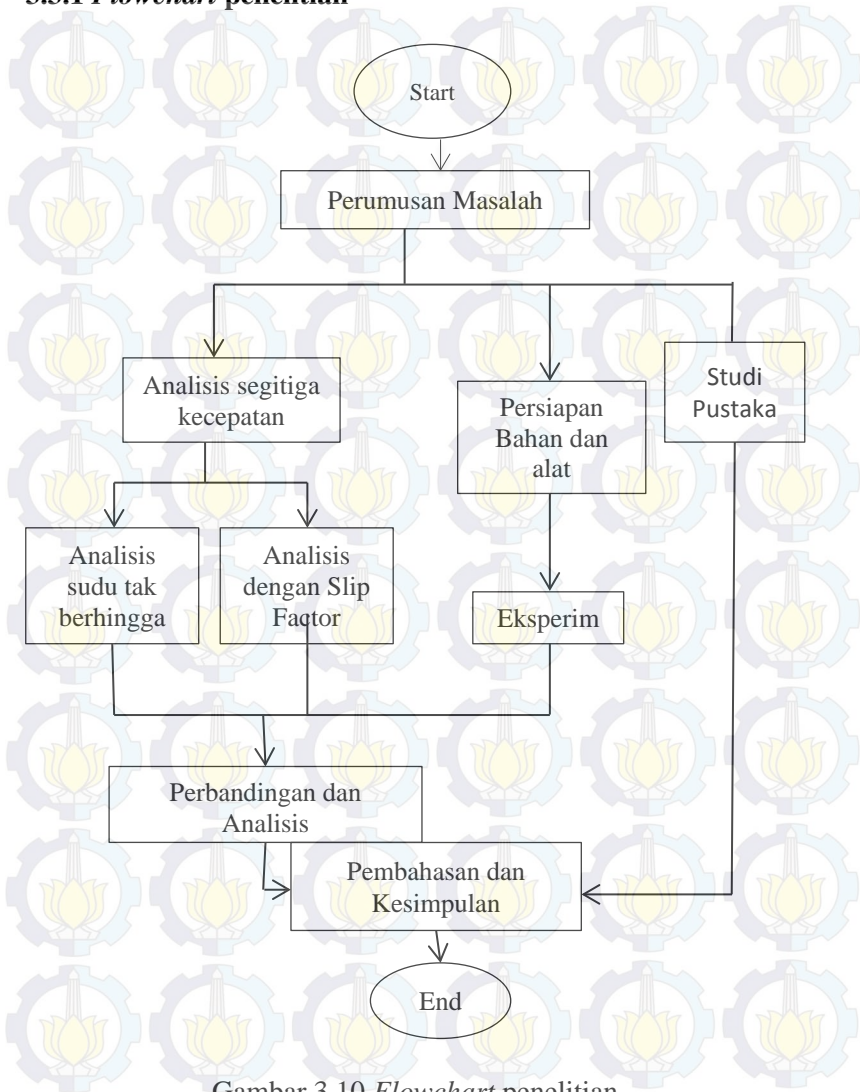 3.3.1 Flowchart penelitian
Start
Perumusan Masalah
Analisis segitiga
kecepatan
Persiapan
Bahan dan
alat
Studi
Pustaka
Analisis
sudu tak
berhingga
Analisis
dengan Slip
Factor
Eksperim
Perbandingan dan
Analisis
Pembahasan dan
Kesimpulan
End
Gambar 3.10 Flowchart penelitian